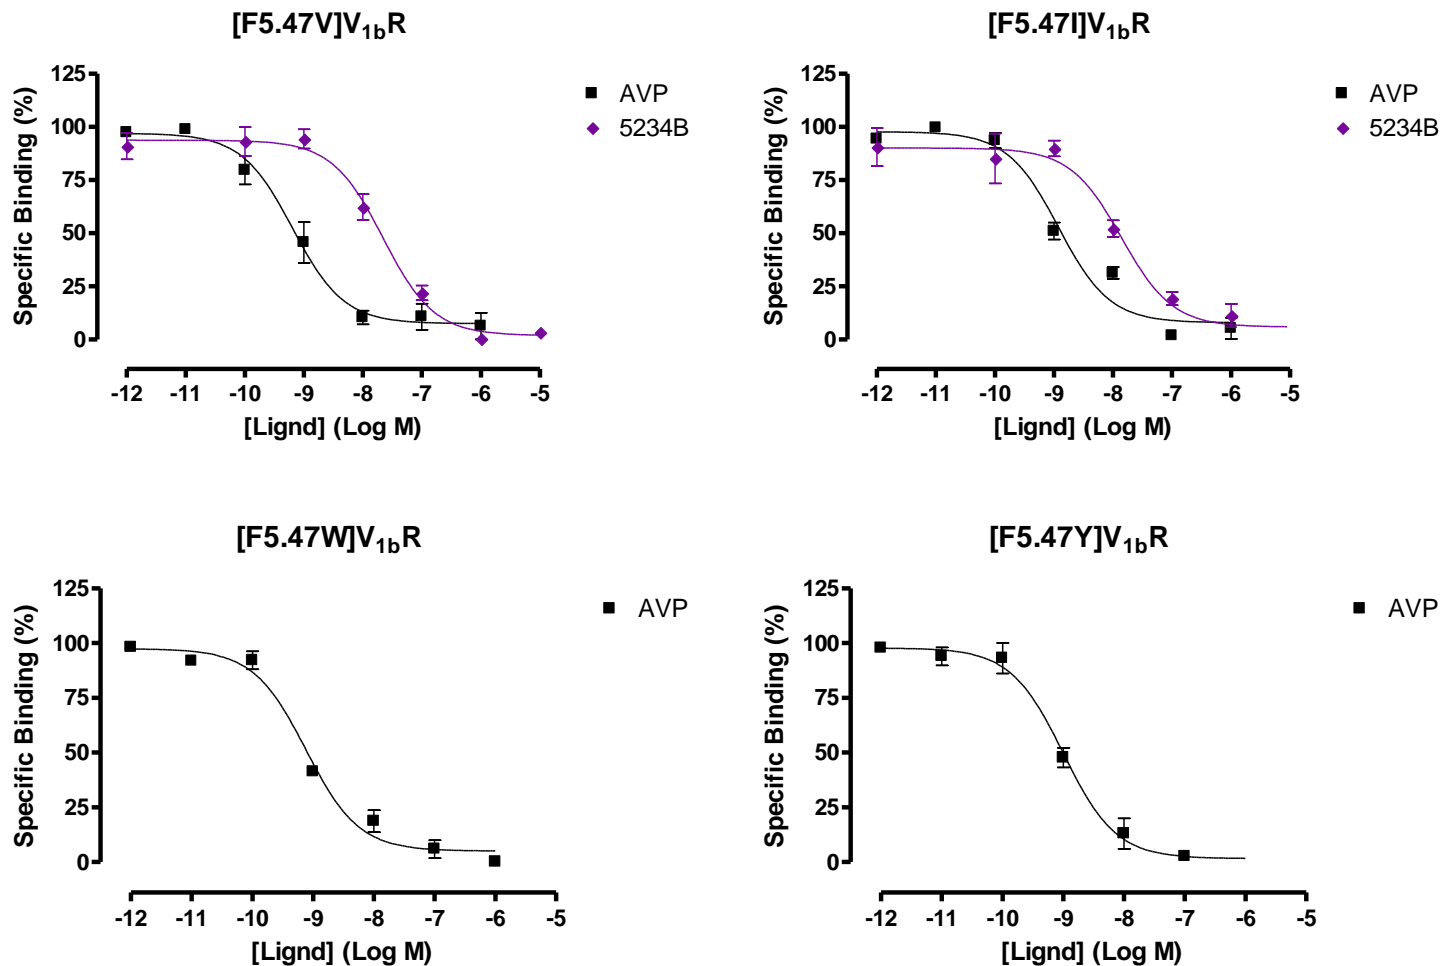 [F5.47V]V1bR
125
100
75
50
25
0
Specific Binding (%)
-12 -11 -10 -9 -8 -7 -6 -5
[Lignd] (Log M)
AVP
5234B
[F5.47I]V1bR
125
100
75
50
25
0
Specific Binding (%)
-12 -11 -10 -9 -8 -7 -6 -5
[Lignd] (Log M)
AVP
5234B
[F5.47W]V1bR
125
100
75
50
25
0
Specific Binding (%)
-12 -11 -10 -9 -8 -7 -6 -5
[Lignd] (Log M)
AVP
[F5.47Y]V1bR
125
100
75
50
25
0
Specific Binding (%)
-12 -11 -10 -9 -8 -7 -6 -5
[Lignd] (Log M)
AVP